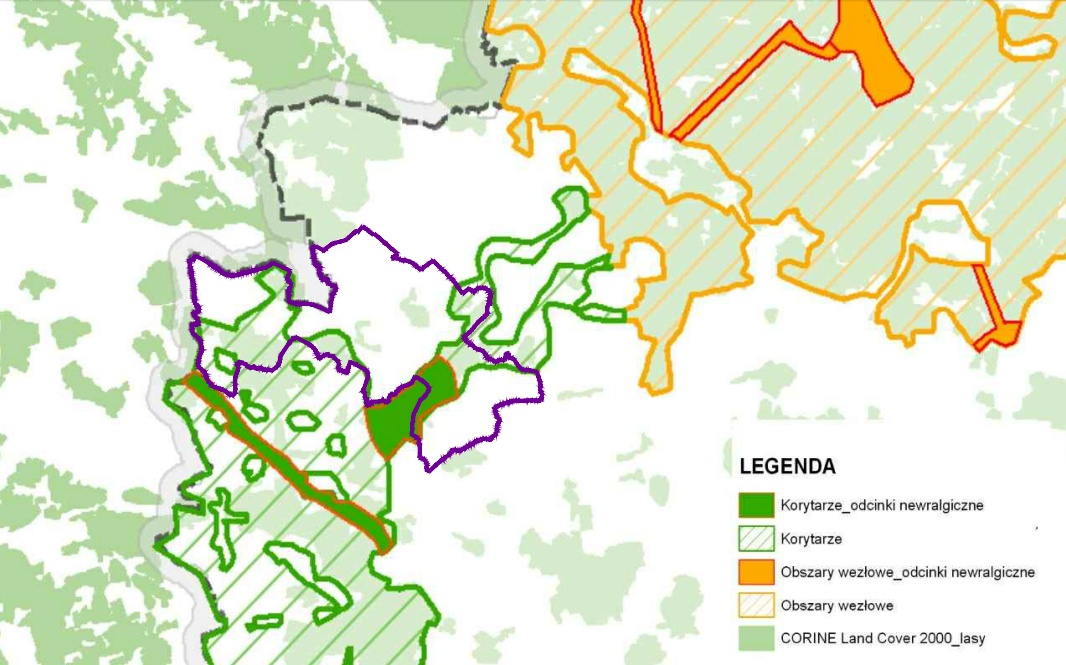 LEGENDA
Korytarze_odcinki newralgiczne
Korytarze
Obszary wezłowe_odcinki newralgiczne
Obszary wezłowe
CORINE Land Cover 2000_lasy